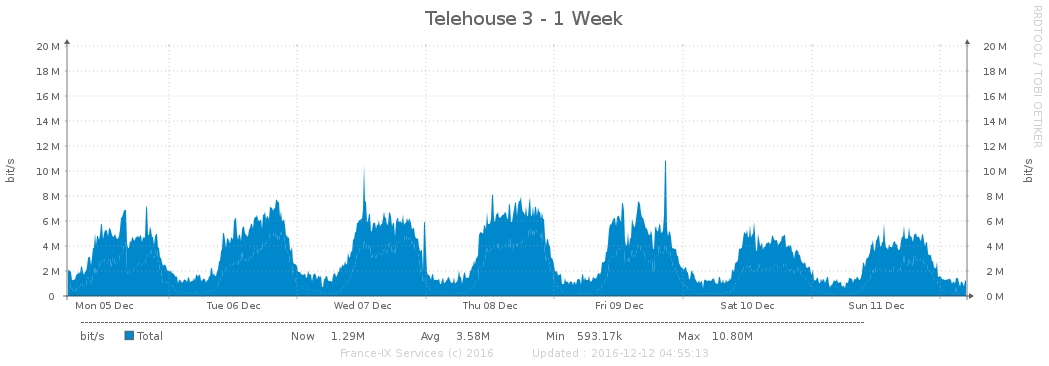 Telehouse 3 - 1 Week
RRDTOOL / TOBI OETIKER
bit/s
20 M 20 M
18 M 18 M
16 M 16 M
14 M 14 M
12 M 12 M
10 M 10 M
8 M 8 M
6 M 6 M
4 M 4 M
2 M 2 M
0 0 M
bit/s
Mon 05 Dec Tue 06 Dec Wed 07 Dec Thu 08 Dec Fri 09 Dec Sat 10 Dec Sun 11 Dec
bit/s Total Now 1.29M Avg 3.58M Min 593.17k Max 10.80M
France-IX Services (c) 2016 Updated : 2016-12-12 04:55:13